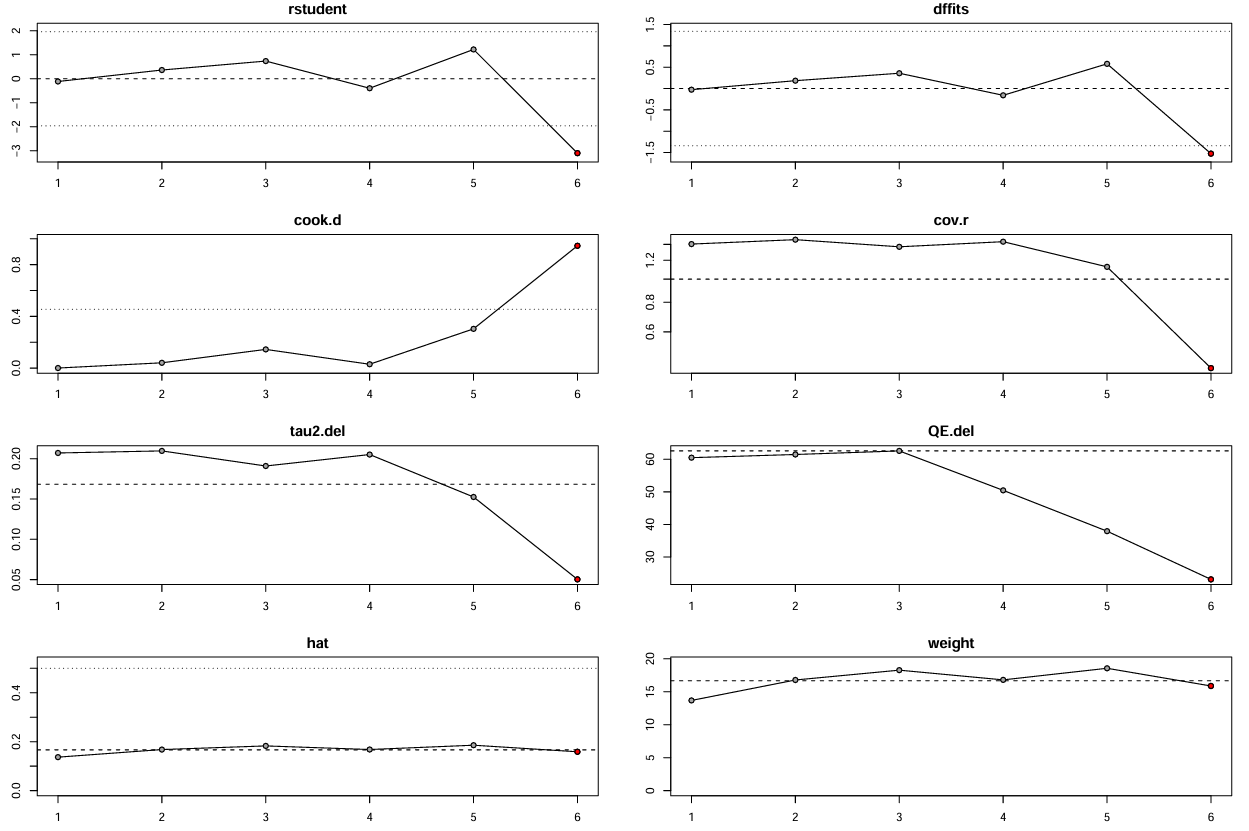 rstudent
2
1
0
−1
−2
−3
1 2 3 4 5 6
dffits
1.5
0.5
−0.5
−1.5
1 2 3 4 5 6
cook.d
0.8
0.4
0.0
1 2 3 4 5 6
cov.r
1.2
0.8
0.6
1 2 3 4 5 6
tau2.del
0.20
0.15
0.10
0.05
1 2 3 4 5 6
QE.del
60
50
40
30
1 2 3 4 5 6
hat
0.4
0.2
0.0
1 2 3 4 5 6
weight
20
15
10
5
0
1 2 3 4 5 6